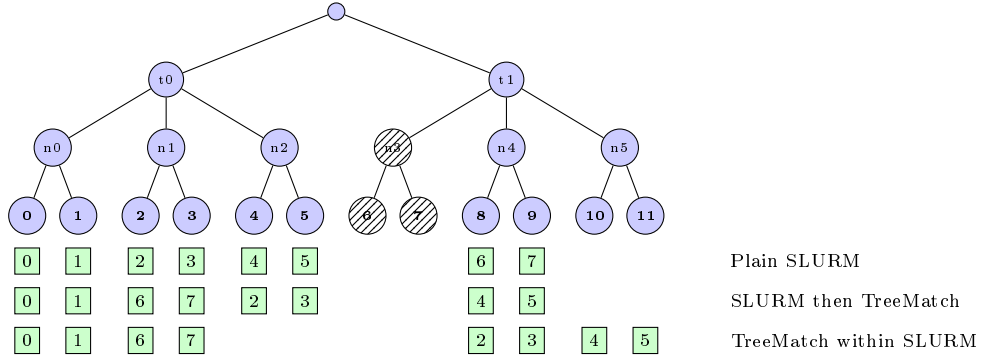 t0 t1
n0 n1 n2 n3 n4 n5
0 1 2 3 4 5 6 7 8 9 10 11
0 1 2 3 4 5 6 7 Plain SLURM
0 1 6 7 2 3 4 5 SLURM then TreeMatch
0 1 6 7 2 3 4 5 TreeMatch within SLURM